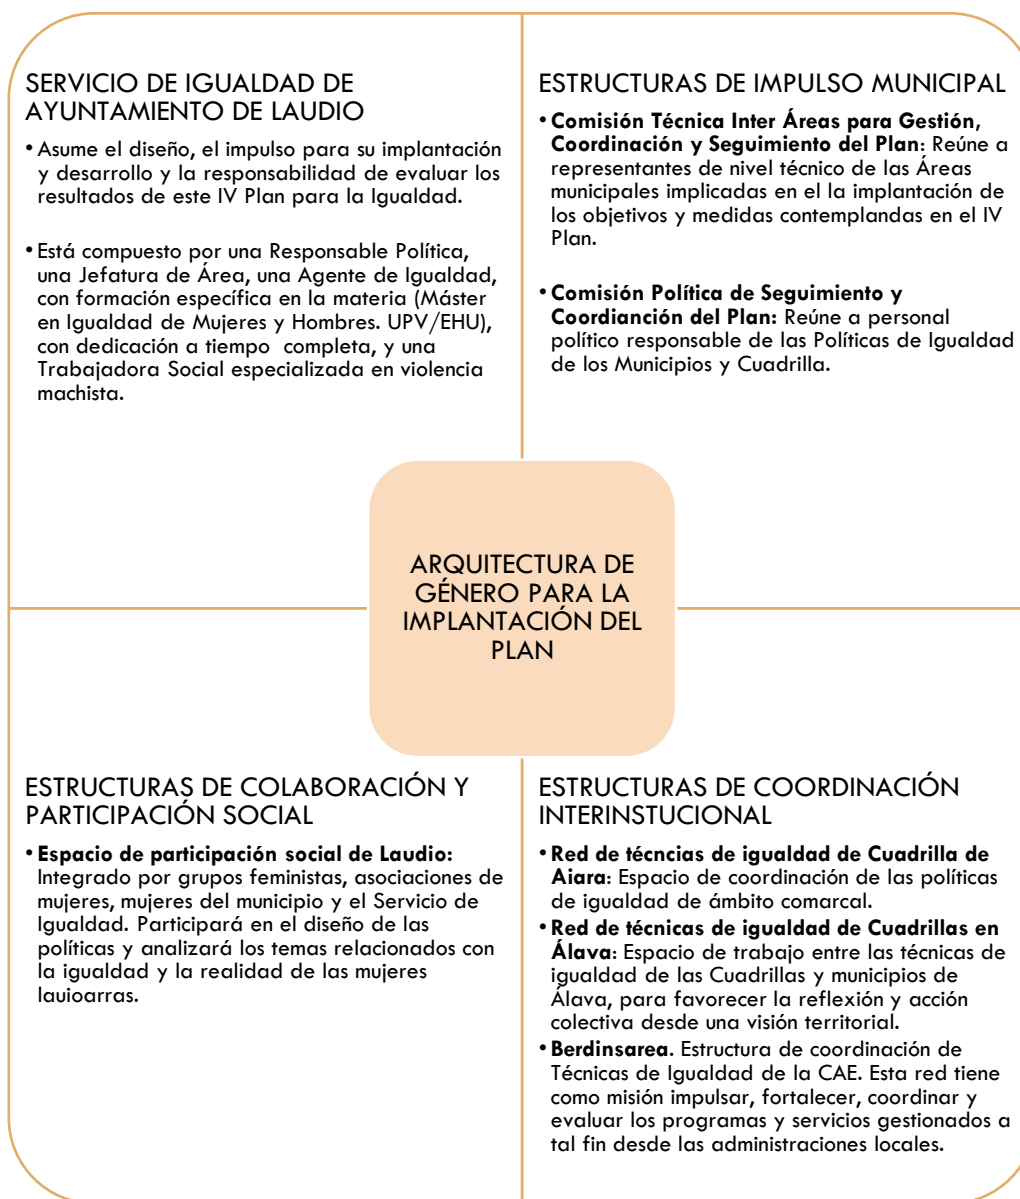 SERVICIO DE IGUALDAD DE
AYUNTAMIENTO DE LAUDIO
• Asume el diseño, el impulso para su implantación
y desarrollo y la responsabilidad de evaluar los
resultados de este IV Plan para la Igualdad.
• Está compuesto por una Responsable Política,
una Jefatura de Área, una Agente de Igualdad,
con formación específica en la materia (Máster
en Igualdad de Mujeres y Hombres. UPV/EHU),
con dedicación a tiempo completa, y una
Trabajadora Social especializada en violencia
machista.
ESTRUCTURAS DE IMPULSO MUNICIPAL
• Comisión Técnica Inter Áreas para Gestión,
Coordinación y Seguimiento del Plan: Reúne a
representantes de nivel técnico de las Áreas
municipales implicadas en el la implantación de
los objetivos y medidas contemplandas en el IV
Plan.
• Comisión Política de Seguimiento y
Coordianción del Plan: Reúne a personal
político responsable de las Políticas de Igualdad
de los Municipios y Cuadrilla.
ARQUITECTURA DE
GÉNERO PARA LA
IMPLANTACIÓN DEL
PLAN
ESTRUCTURAS DE COLABORACIÓN Y
PARTICIPACIÓN SOCIAL
• Espacio de participación social de Laudio:
Integrado por grupos feministas, asociaciones de
mujeres, mujeres del municipio y el Servicio de
Igualdad. Participará en el diseño de las
políticas y analizará los temas relacionados con
la igualdad y la realidad de las mujeres
lauioarras.
ESTRUCTURAS DE COORDINACIÓN
INTERINSTUCIONAL
• Red de técncias de igualdad de Cuadrilla de
Aiara: Espacio de coordinación de las políticas
de igualdad de ámbito comarcal.
• Red de técnicas de igualdad de Cuadrillas en
Álava: Espacio de trabajo entre las técnicas de
igualdad de las Cuadrillas y municipios de
Álava, para favorecer la reflexión y acción
colectiva desde una visión territorial.
• Berdinsarea. Estructura de coordinación de
Técnicas de Igualdad de la CAE. Esta red tiene
como misión impulsar, fortalecer, coordinar y
evaluar los programas y servicios gestionados a
tal fin desde las administraciones locales.